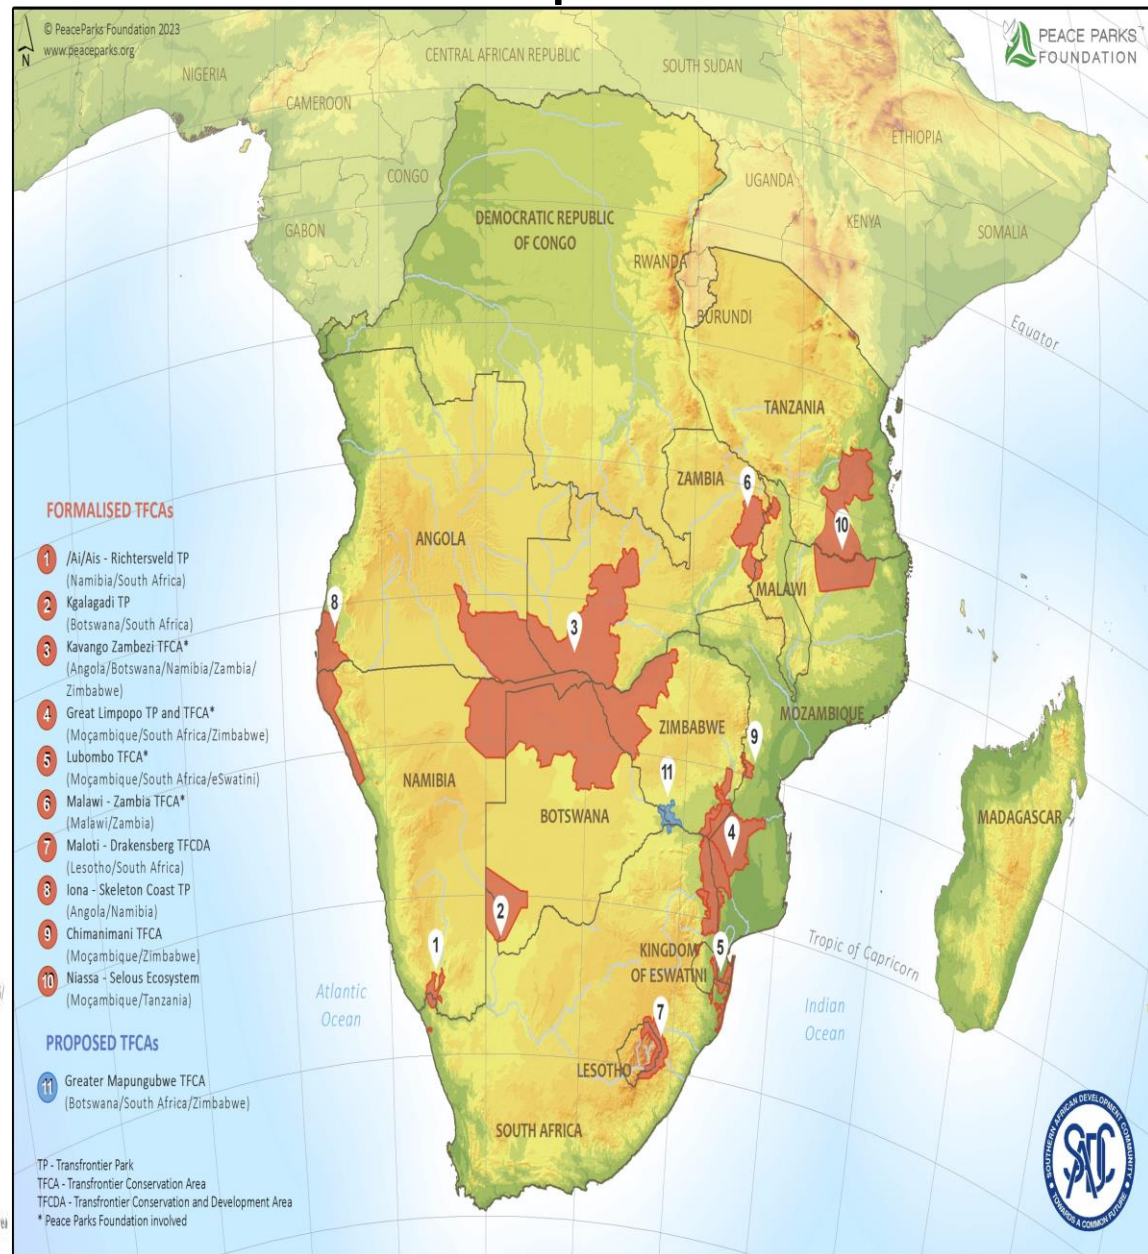 © PeaceParks Foundation 2023
www.peaceparks.org
N
PEACE PARKS™
FOUNDATION
NIGERIA
CENTRAL AFRICAN REPUBLIC
SOUTH SUDAN
CAMEROON
ETHIOPIA
CONGO
UGANDA
GABON
KENYA
SOMALIA
DEMOCRATIC REPUBLIC
OF CONGO
RWANDA
BURUNDI
Equator
TANZANIA
ZAMBIA
6
10
ANGOLA
MALAWI
8
3
MOZAMBIQUE
ZIMBABWE
9
NAMIBIA
11
BOTSWANA
4
MADAGASCAR
2
1
KINGDOM
OF ESWATINI
5
Tropic of Capricorn
Atlantic
Ocean
Indian
Ocean
7
LESOTHO
SOUTH AFRICA
FORMALISED TFCAs
1 /Ai/Ais - Richtersveld TP
(Namibia/South Africa)
2 Kgalagadi TP
(Botswana/South Africa)
3 Kavango Zambezi TFCA*
(Angola/Botswana/Namibia/Zambia/
Zimbabwe)
4 Great Limpopo TP and TFCA*
(Moçambique/South Africa/Zimbabwe)
5 Lubombo TFCA*
(Moçambique/South Africa/eSwatini)
6 Malawi - Zambia TFCA*
(Malawi/Zambia)
7 Maloti - Drakensberg TFCDA
(Lesotho/South Africa)
8 Iona - Skeleton Coast TP
(Angola/Namibia)
9 Chimanimani TFCA
(Moçambique/Zimbabwe)
10 Niassa - Selous Ecosystem
(Moçambique/Tanzania)
PROPOSED TFCAs
11 Greater Mapungubwe TFCA
(Botswana/South Africa/Zimbabwe)
TP - Transfrontier Park
TFCA - Transfrontier Conservation Area
TFCDA - Transfrontier Conservation and Development Area
* Peace Parks Foundation involved
SOUTHERN AFRICAN DEVELOPMENT COMMUNITY
SADC
TOWARDS A COMMON FUTURE